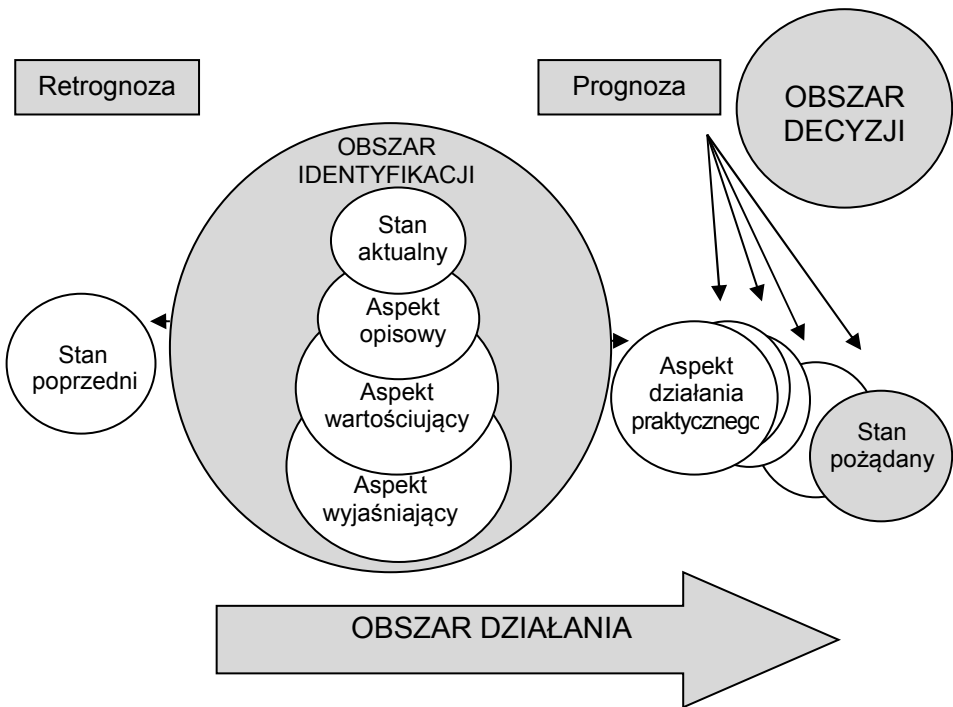 Retrognoza
Prognoza
OBSZAR
DECYZJI
OBSZAR
IDENTYFIKACJI
Stan
aktualny
Aspekt
opisowy
Aspekt
wartościujący
Aspekt
wyjaśniający
Stan
poprzedni
Aspekt
działania
praktycznego
Stan
pożądany
OBSZAR DZIAŁANIA